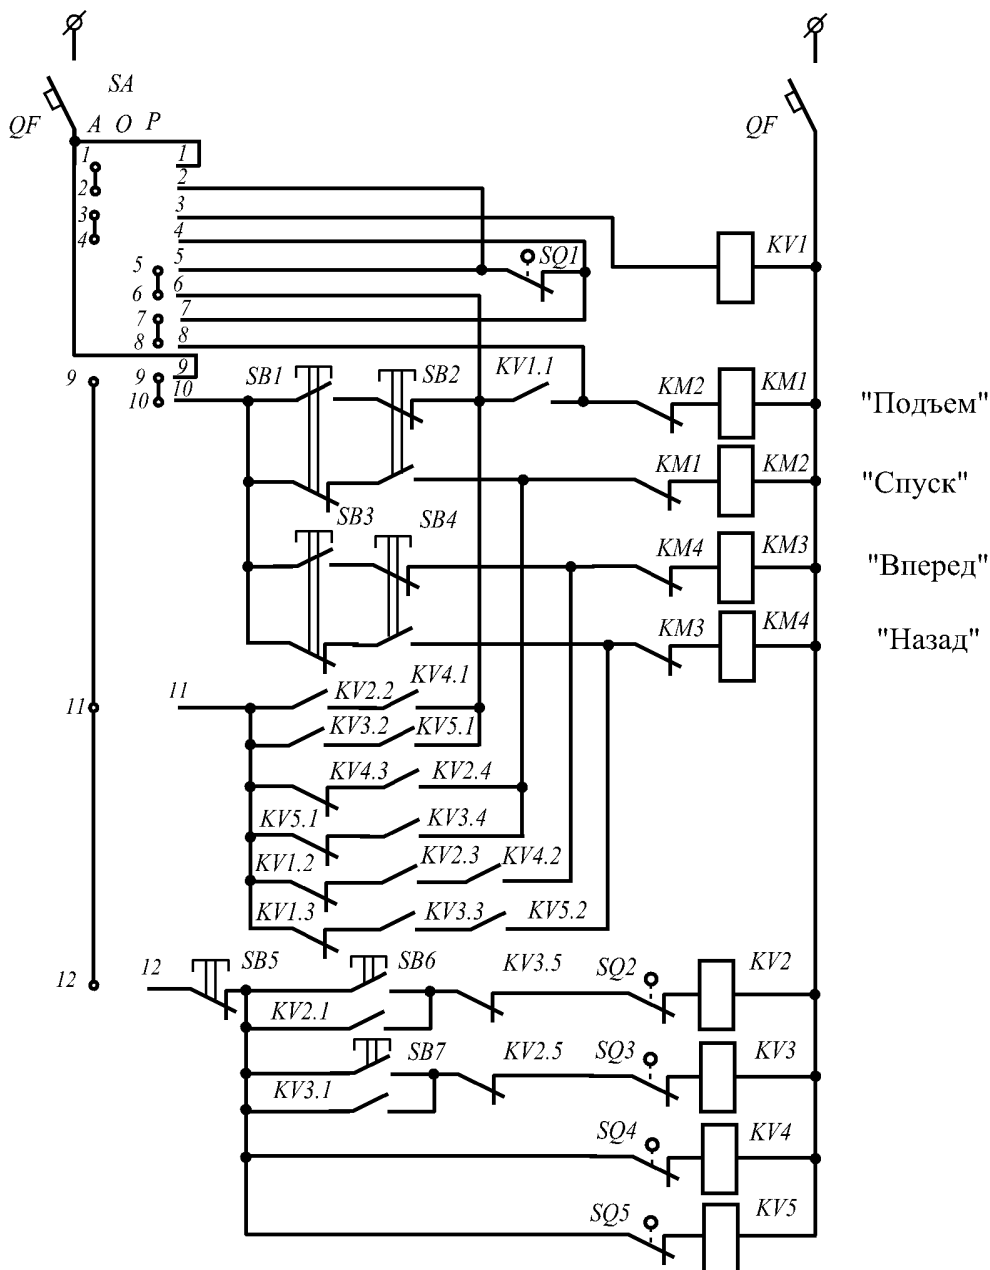 SA
QF
A O P
QF
1
1
2
2
3
3
4
4
5
5
SQ1
KV1
6
6
7
7
8
8
9
9
9
10
10
SB1
SB2
KV1.1
KM2
KM1
"Подъем"
KM1
KM2
"Спуск"
SB3
SB4
KM4
KM3
"Вперед"
KM3
KM4
"Назад"
11
11
KV2.2
KV4.1
KV3.2
KV5.1
KV4.3
KV2.4
KV5.1
KV3.4
KV1.2
KV2.3
KV4.2
KV1.3
KV3.3
KV5.2
12
12
SB5
SB6
KV3.5
SQ2
KV2
KV2.1
SB7
KV2.5
SQ3
KV3
KV3.1
SQ4
KV4
SQ5
KV5